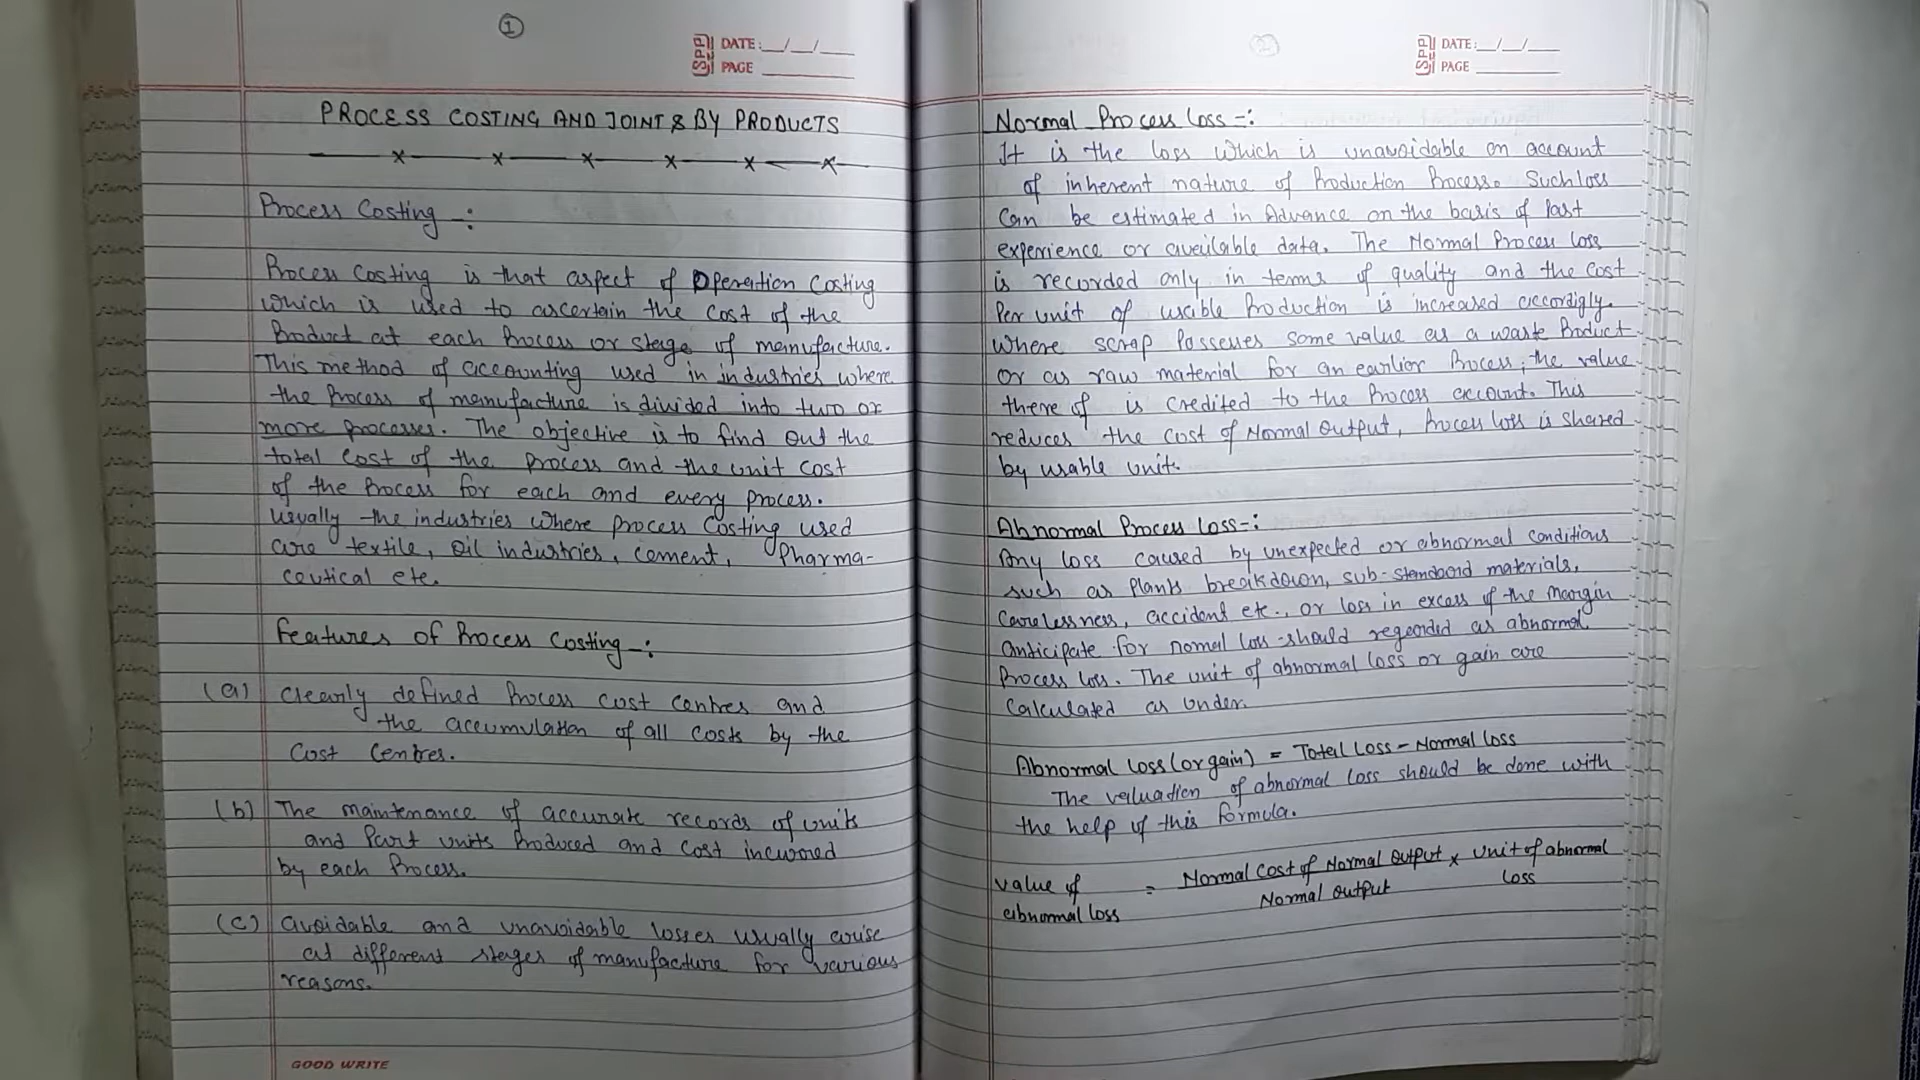 1
SPP DATE:__/__/____
PAGE ________
PROCESS COSTING AND JOINT & BY PRODUCTS
Process Costing -:
Process Costing is that aspect of Operation Costing
which is used to ascertain the cost of the
Product at each Process or stage of manufacture.
This method of accounting used in industries where
the Process of manufacture is divided into two or
more processes. The objective is to find out the
total cost of the process and the unit cost
of the Process for each and every process.
Usually the industries where process Costing used
are textile, Oil industries, cement, Pharma-
ceutical etc.
Features of Process Costing -:
(a) Clearly defined Process cost centres and
the accumulation of all costs by the
Cost Centres.
(b) The maintenance of accurate records of units
and Part units Produced and cost incurred
by each Process.
(c) avoidable and unavoidable losses usually arise
at different stages of manufacture for various
reasons.
GOOD WRITE
2
SPP DATE:__/__/____
PAGE ________
Normal Process Loss -:
It is the loss which is unavoidable on account
of inherent nature of Production Process. Such loss
Can be estimated in Advance on the basis of Past
experience or available data. The Normal Process loss
is recorded only in terms of quality and the Cost
Per unit of usible Production is increased accordigly.
Where scrap Possesses some value as a waste Product
or as raw material for an earlior Process, the value
there of is credited to the Process account. This
reduces the cost of Normal Output, Process loss is shared
by usable unit.
Abnormal Process Loss -:
Any loss caused by unexpected or abnormal conditions
such as Plants breakdown, sub-standard materials,
Carelessness, accident etc., or loss in excess of the margin
anticipate for nomal loss should regarded as abnormal
Process loss. The unit of abnormal loss or gain are
Calculated as under.
Abnormal Loss (or gain) = Total Loss - Normal loss
The valuation of abnormal loss should be done with
the help of this formula.
value of abnormal loss = Normal Cost of Normal Output / Normal Output × Unit of abnormal Loss